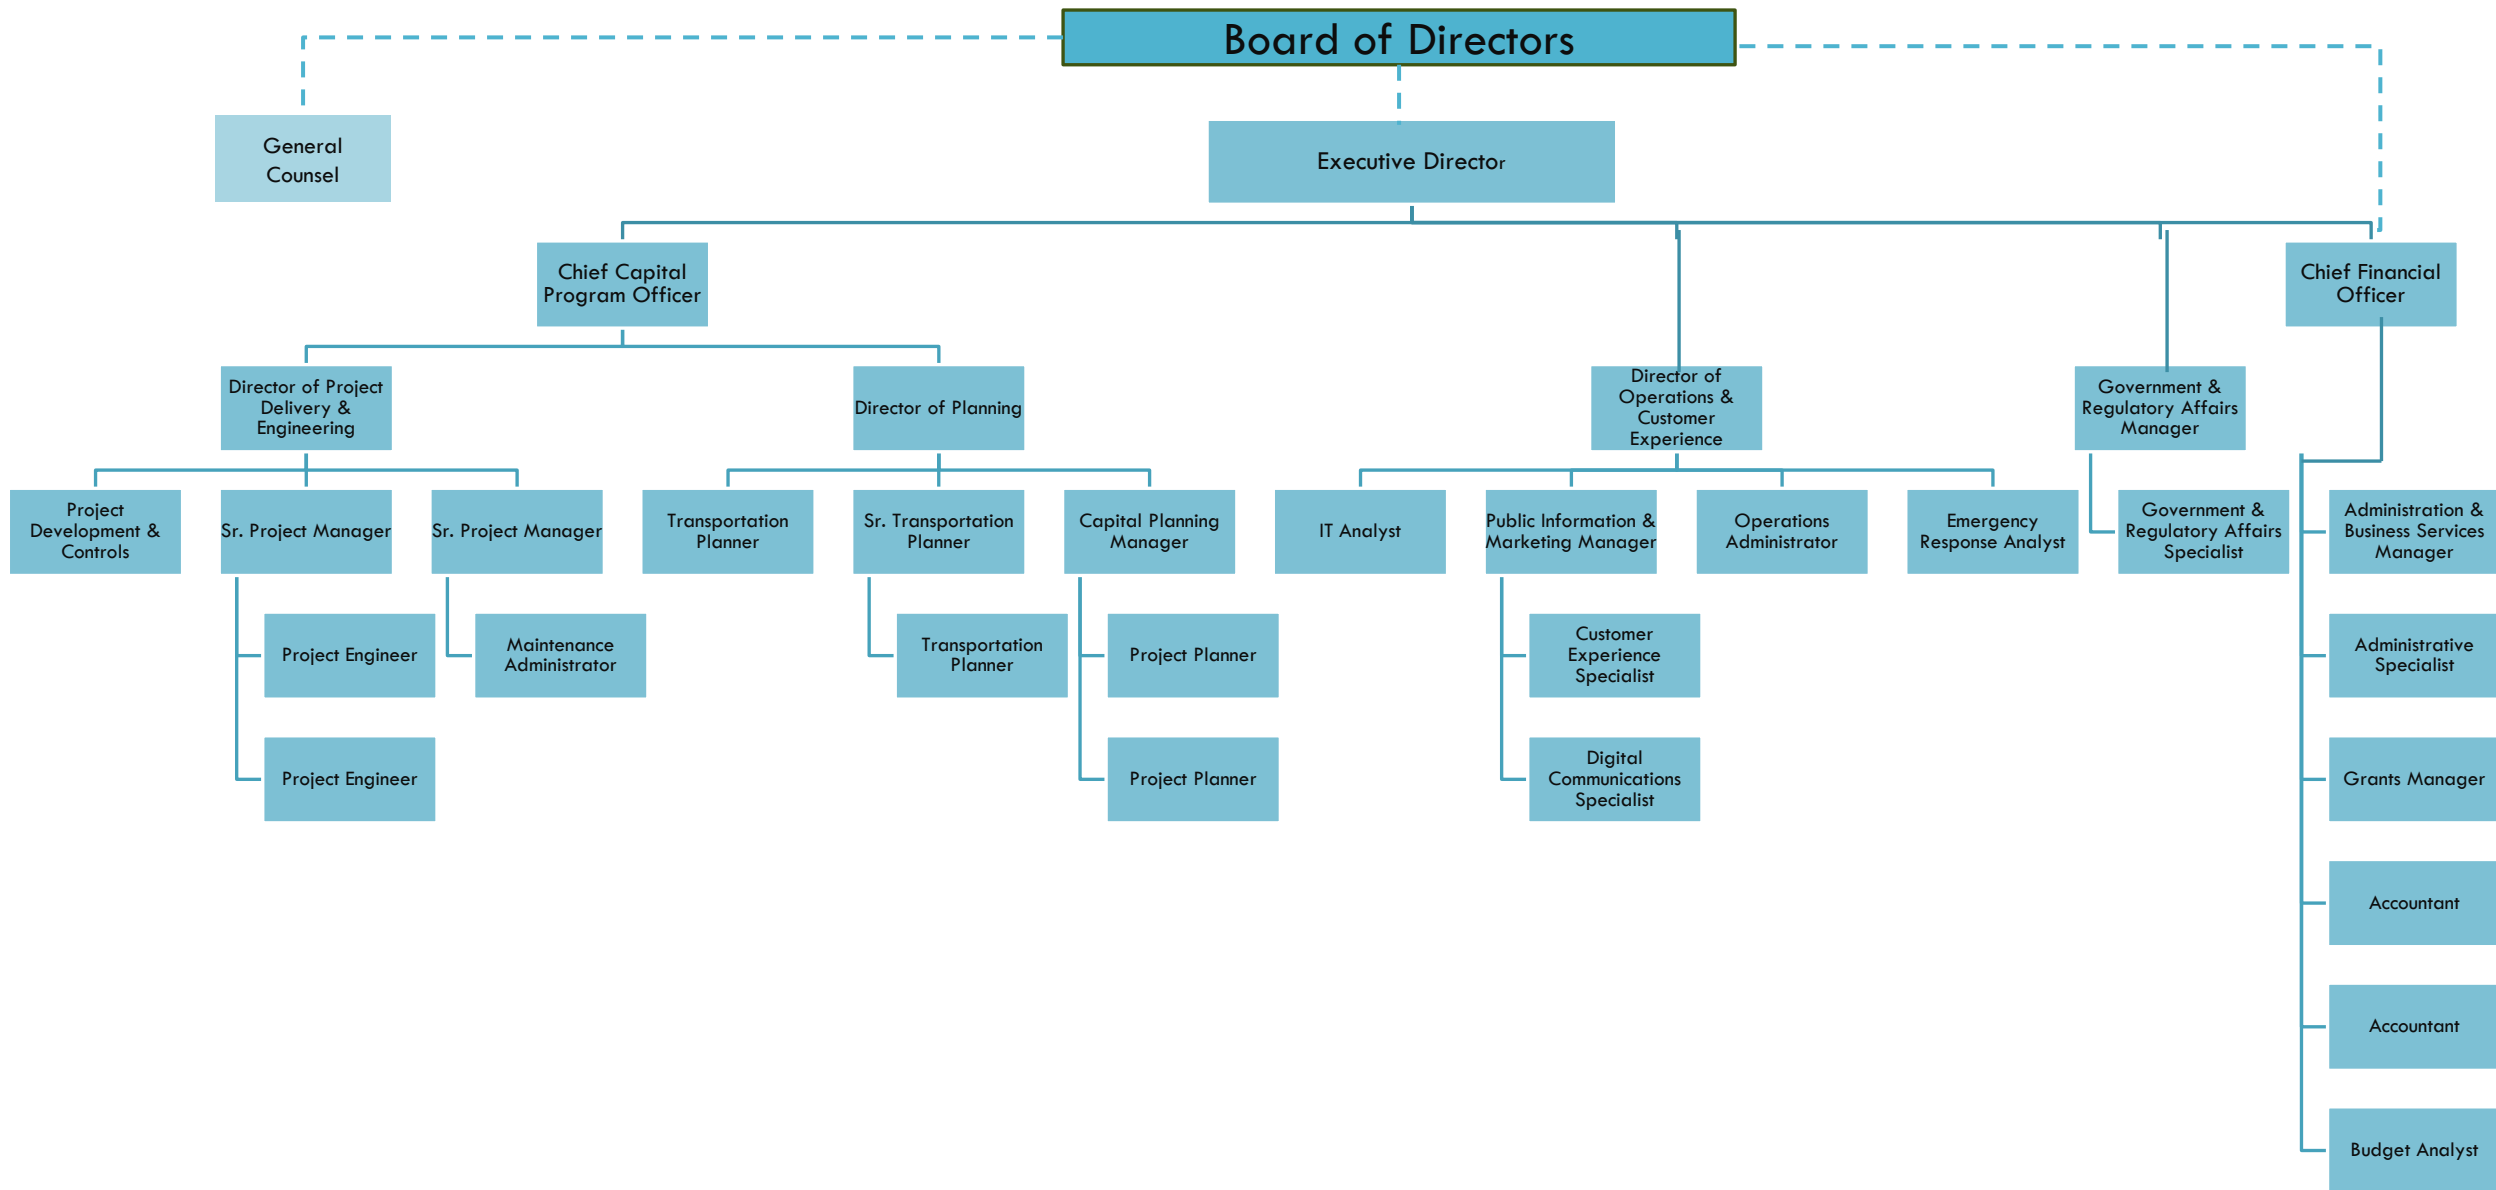 Board of Directors
General
Counsel
Executive Director
Chief Capital
Program Officer
Chief Financial
Officer
Director of Project
Delivery &
Engineering
Director of Planning
Director of
Operations &
Customer
Experience
Government &
Regulatory Affairs
Manager
Project
Development &
Controls
Sr. Project Manager
Sr. Project Manager
Transportation
Planner
Sr. Transportation
Planner
Capital Planning
Manager
IT Analyst
Public Information &
Marketing Manager
Operations
Administrator
Emergency
Response Analyst
Government &
Regulatory Affairs
Specialist
Administration &
Business Services
Manager
Project Engineer
Maintenance
Administrator
Transportation
Planner
Project Planner
Customer
Experience
Specialist
Administrative
Specialist
Project Engineer
Project Planner
Digital
Communications
Specialist
Grants Manager
Accountant
Accountant
Budget Analyst